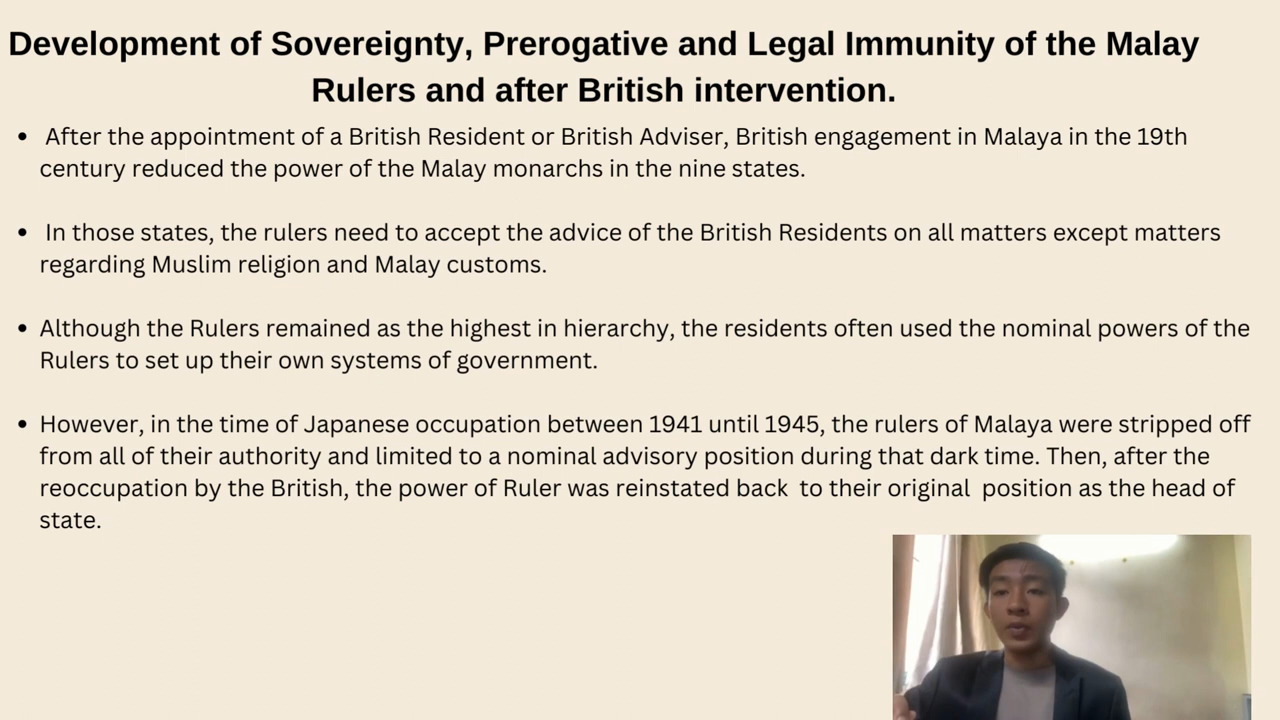 Development of Sovereignty, Prerogative and Legal Immunity of the Malay
Rulers and after British intervention.
• After the appointment of a British Resident or British Adviser, British engagement in Malaya in the 19th
century reduced the power of the Malay monarchs in the nine states.
• In those states, the rulers need to accept the advice of the British Residents on all matters except matters
regarding Muslim religion and Malay customs.
• Although the Rulers remained as the highest in hierarchy, the residents often used the nominal powers of the
Rulers to set up their own systems of government.
• However, in the time of Japanese occupation between 1941 until 1945, the rulers of Malaya were stripped off
from all of their authority and limited to a nominal advisory position during that dark time. Then, after the
reoccupation by the British, the power of Ruler was reinstated back  to their original  position as the head of
state.